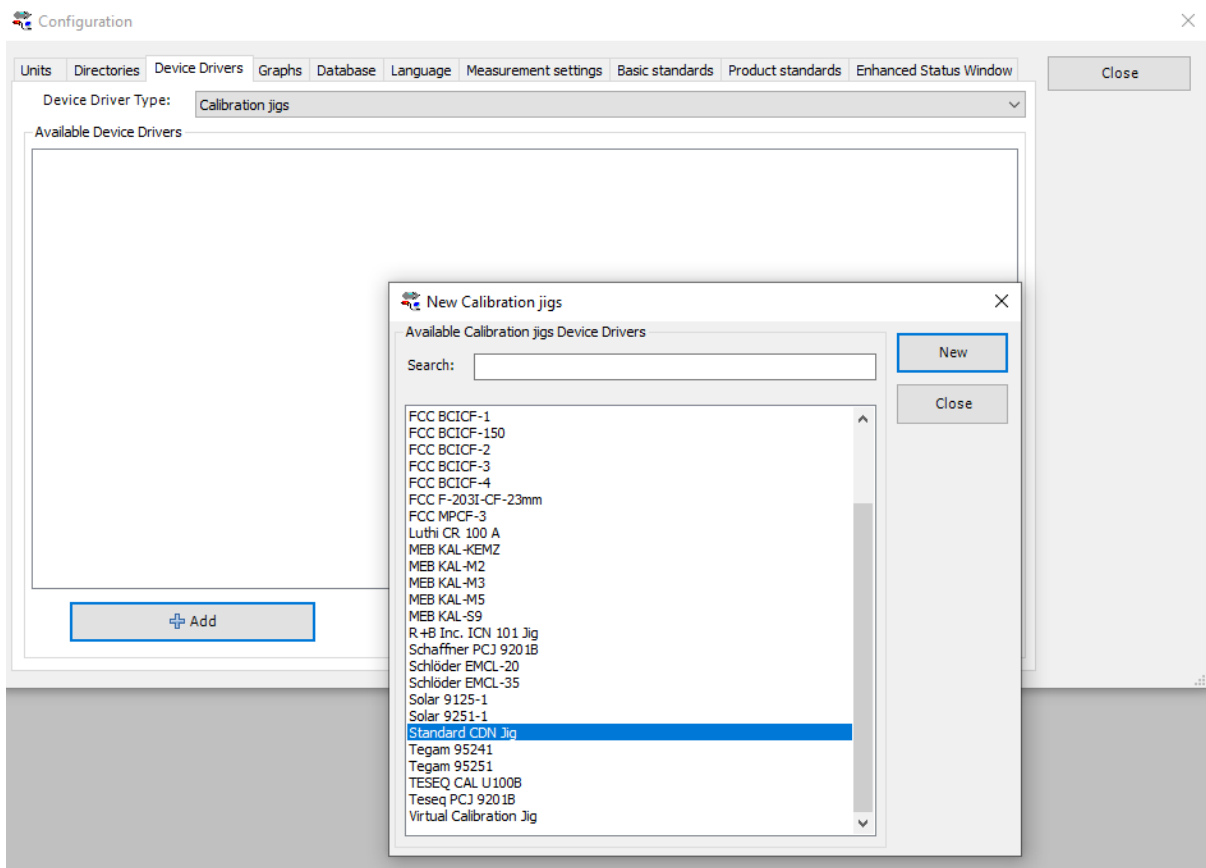 Configuration
Units Directories Device Drivers Graphs Database Language Measurement settings Basic standards Product standards Enhanced Status Window
Close
Device Driver Type: Calibration jigs
Available Device Drivers
New Calibration jigs
Available Calibration jigs Device Drivers
New
Search:
Close
FCC BCICF-1
FCC BCICF-150
FCC BCICF-2
FCC BCICF-3
FCC BCICF-4
FCC F-203I-CF-23mm
FCC MPCF-3
Luthi CR 100 A
MEB KAL-KEMZ
MEB KAL-M2
MEB KAL-M3
MEB KAL-M5
MEB KAL-S9
R+B Inc. ICN 101 Jig
Schaffner PCJ 9201B
Schlöder EMCL-20
Schlöder EMCL-35
Solar 9125-1
Solar 9251-1
Standard CDN Jig
Tegam 95241
Tegam 95251
TESEQ CAL U100B
Teseq PCJ 9201B
Virtual Calibration Jig
Add